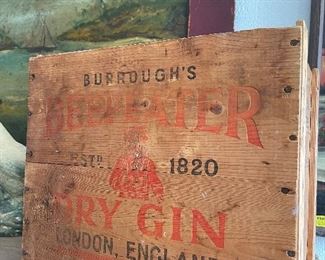 BURROUGH'S
BEEFEATER
ESTD 1820
DRY GIN
LONDON, ENGLAND